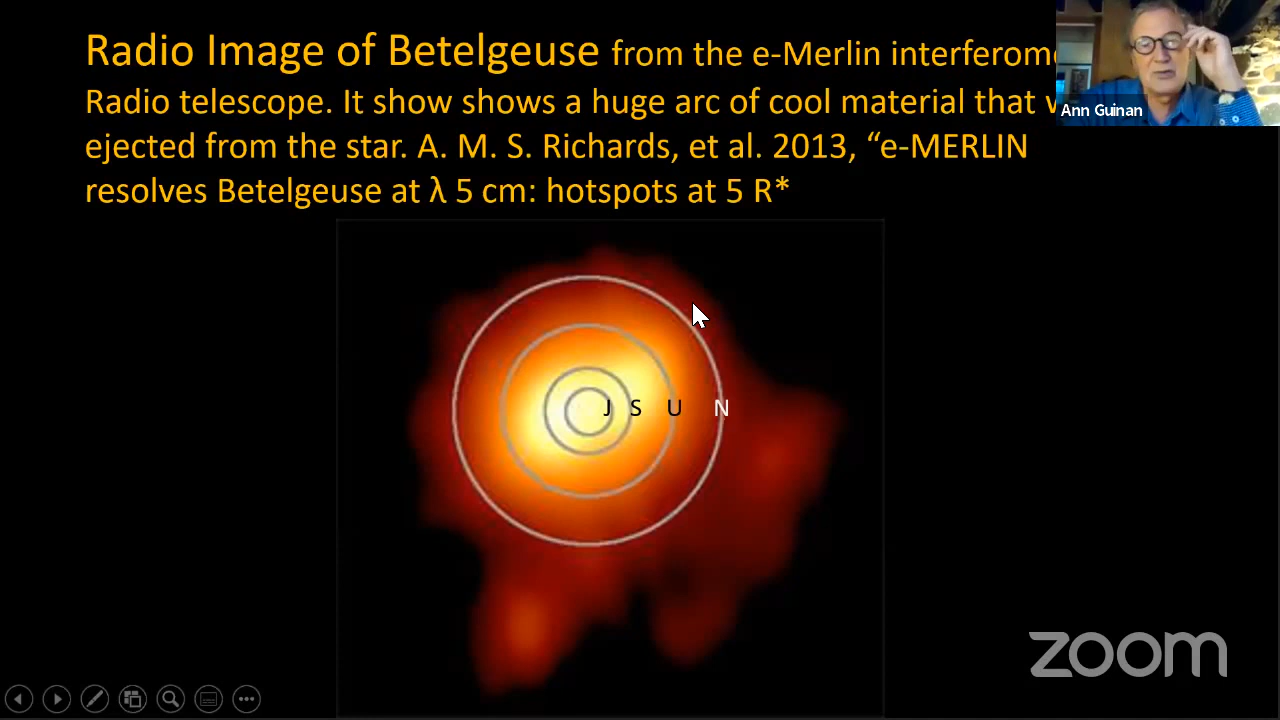 Radio Image of Betelgeuse from the e-Merlin
Radio telescope. It show shows a huge arc of cool material that
ejected from the star. A. M. S. Richards, et al. 2013, “e-MERLIN
resolves Betelgeuse at λ 5 cm: hotspots at 5 R*
Ann Guinan
J S U N
zoom